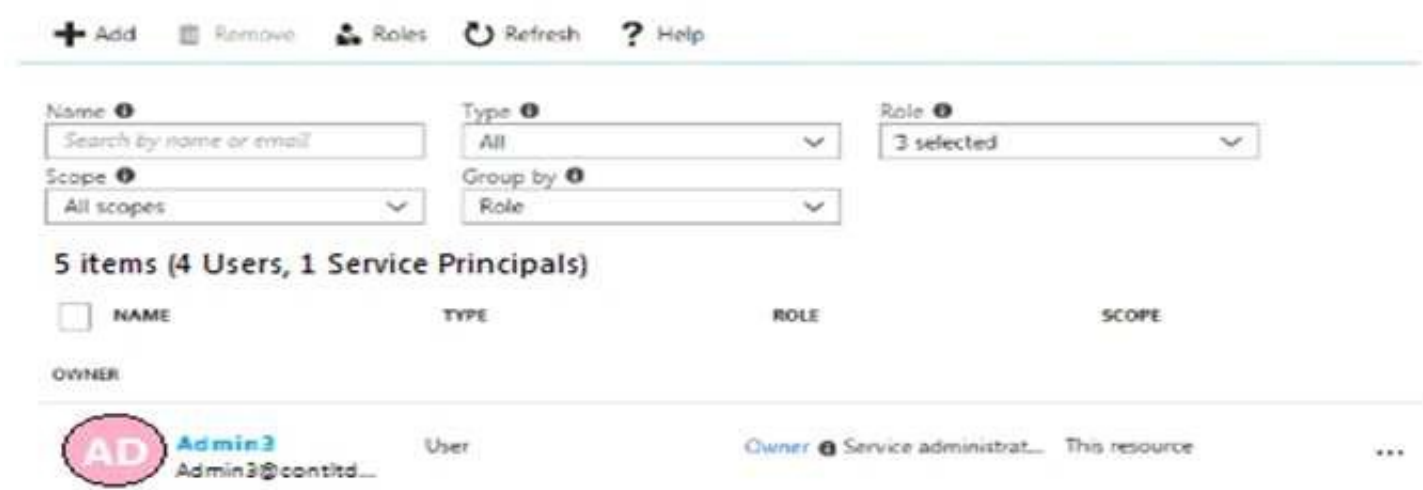 Add Remove Roles Refresh ? Help
Name Type Role
Search by name or email All 3 selected
Scope Group by
All scopes Role
5 items (4 Users, 1 Service Principals)
NAME TYPE ROLE SCOPE
OWNER
AD Admin3 User Owner Service administrat... This resource ...
Admin3@contltd...